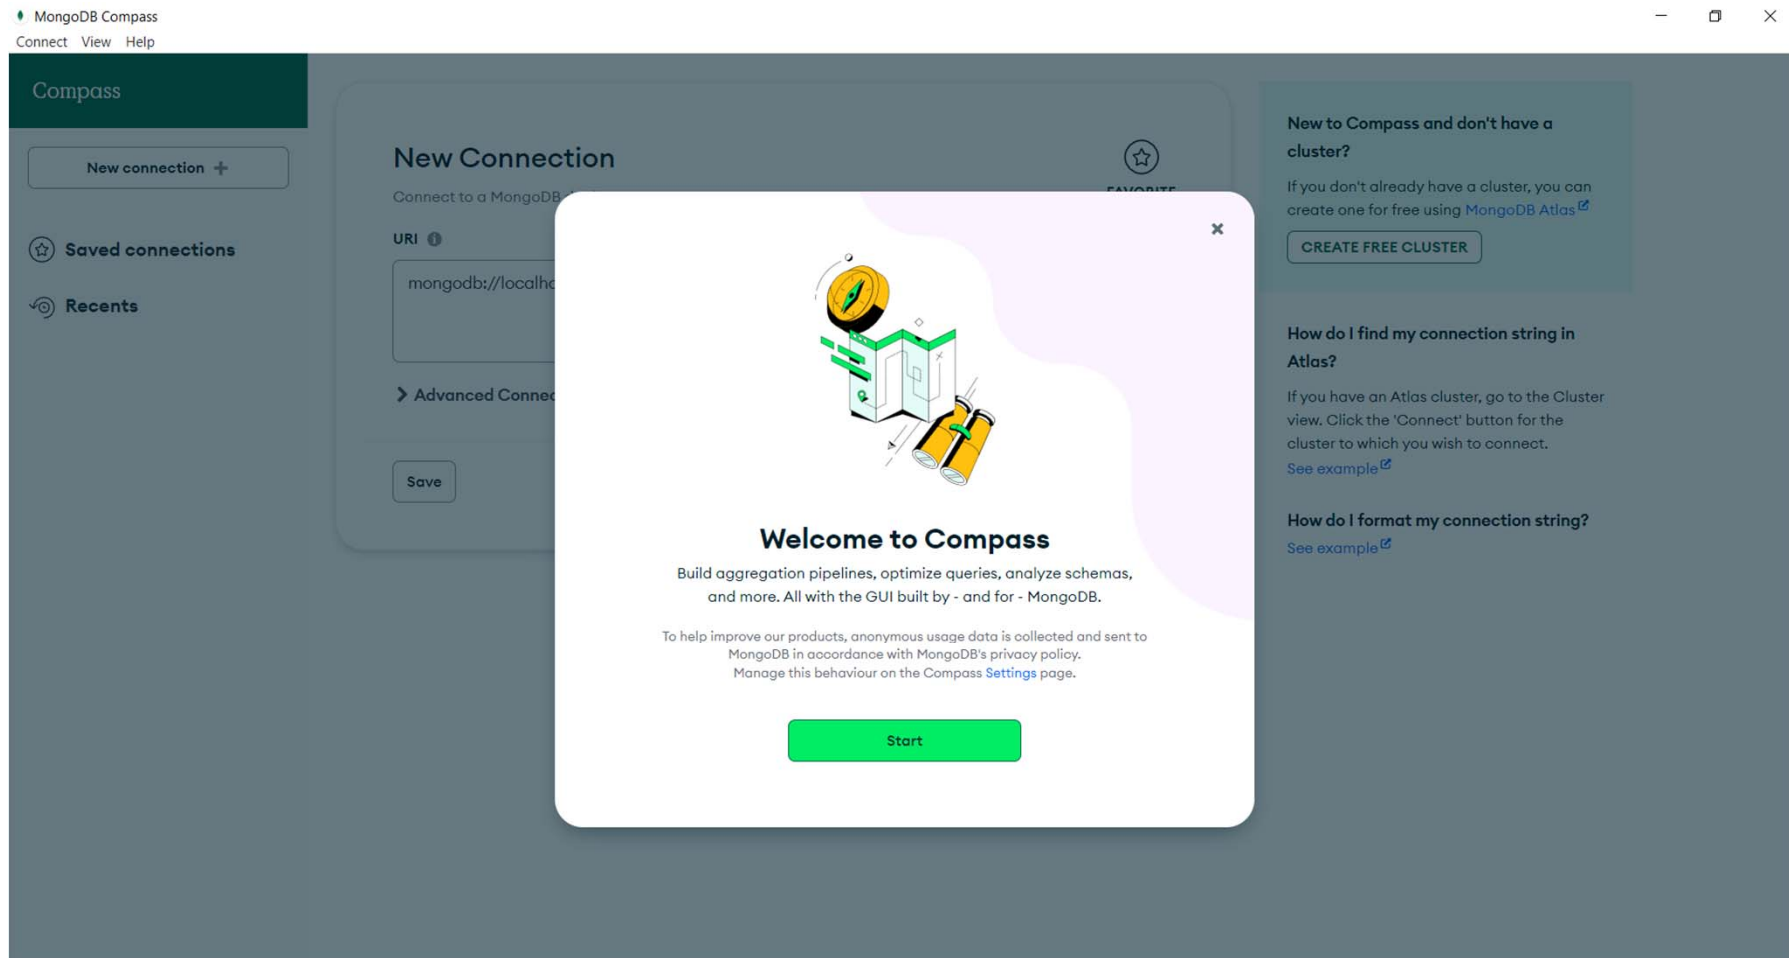 MongoDB Compass
Connect View Help
Compass
New connection
Saved connections
Recents
New Connection
Connect to a MongoDB
FAVORITE
URI
mongodb://localho
Advanced Connec
Save
Welcome to Compass
Build aggregation pipelines, optimize queries, analyze schemas,
and more. All with the GUI built by - and for - MongoDB.
To help improve our products, anonymous usage data is collected and sent to
MongoDB in accordance with MongoDB's privacy policy.
Manage this behaviour on the Compass Settings page.
Start
New to Compass and don't have a
cluster?
If you don't already have a cluster, you can
create one for free using MongoDB Atlas
CREATE FREE CLUSTER
How do I find my connection string in
Atlas?
If you have an Atlas cluster, go to the Cluster
view. Click the 'Connect' button for the
cluster to which you wish to connect.
See example
How do I format my connection string?
See example